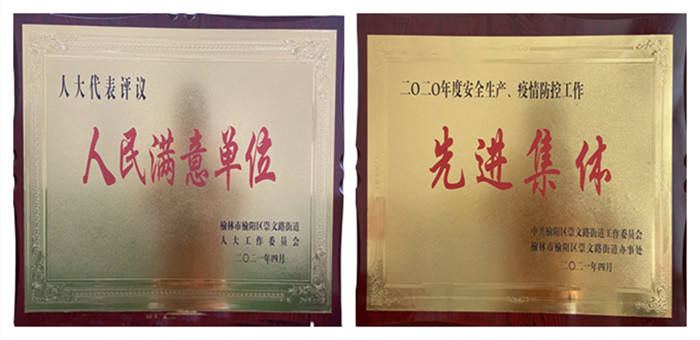 人大代表评议
人民满意单位
榆林市榆阳区崇文路街道
人大工作委员会
二〇二一年四月
二〇二〇年度安全生产、疫情防控工作
先进集体
中共榆阳区崇文路街道工作委员会
榆林市榆阳区崇文路街道办事处
二〇二一年四月